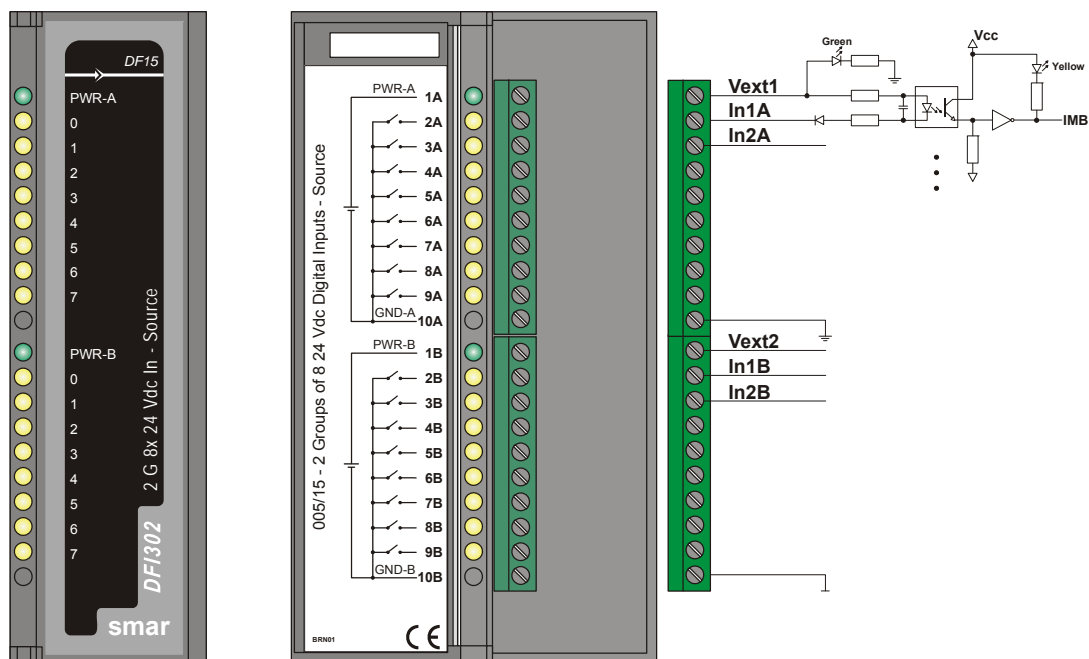 DF15
PWR-A
0
1
2
3
4
5
6
7
PWR-B
0
1
2
3
4
5
6
7
2 G 8x 24 Vdc In - Source
DFI302
smar
005/15 - 2 Groups of 8 24 Vdc Digital Inputs - Source
PWR-A
1A
2A
3A
4A
5A
6A
7A
8A
9A
GND-A
10A
PWR-B
1B
2B
3B
4B
5B
6B
7B
8B
9B
GND-B
10B
BRN01
CE
Vext1
In1A
In2A
Vext2
In1B
In2B
Green
Vcc
Yellow
IMB